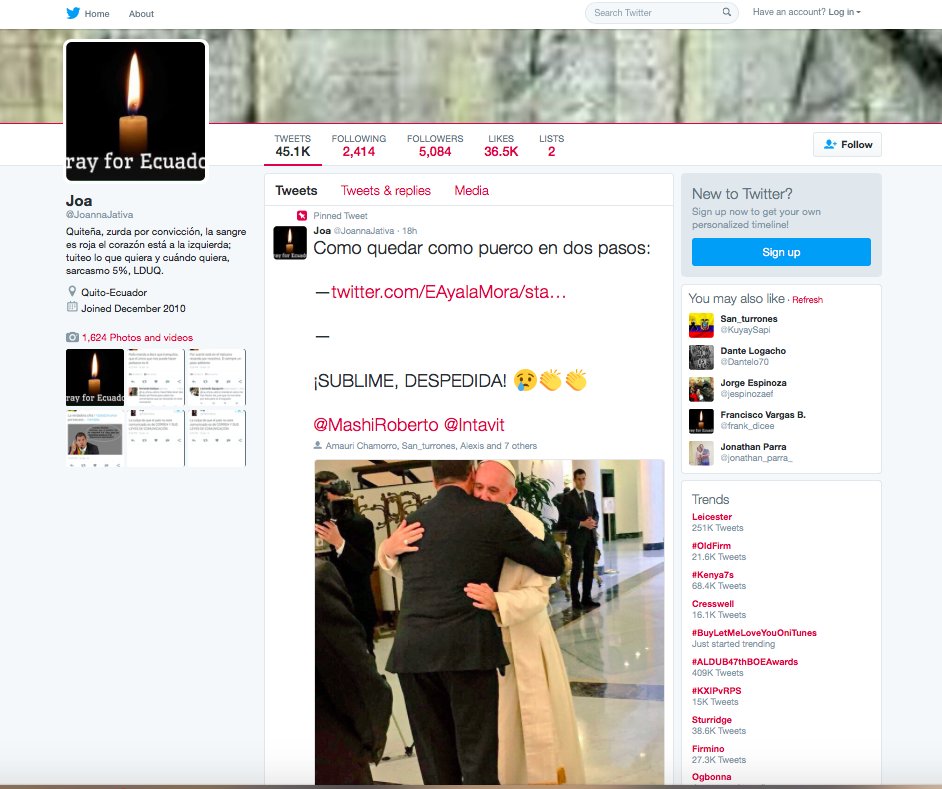 Home About Search Twitter Have an account? Log in
ray for Ecuado
TWEETS FOLLOWING FOLLOWERS LIKES LISTS
45.1K 2,414 5,084 36.5K 2
Follow
Joa
@JoannaJativa
Quiteña, zurda por convicción, la sangre
es roja el corazón está a la izquierda;
tuiteo lo que quiera y cuándo quiera,
sarcasmo 5%, LDUQ.
Quito-Ecuador
Joined December 2010
1,624 Photos and videos
ray for Ecuado
Tweets Tweets & replies Media
Pinned Tweet
Joa @JoannaJativa · 18h
Como quedar como puerco en dos pasos:
—twitter.com/EAyalaMora/sta…
—
¡SUBLIME, DESPEDIDA! 😢👏👏
@MashiRoberto @Intavit
Amauri Chamorro, San_turrones, Alexis and 7 others
New to Twitter?
Sign up now to get your own
personalized timeline!
Sign up
You may also like · Refresh
San_turrones
@KuyaySapi
Dante Logacho
@Dantelo70
Jorge Espinoza
@jespinozaef
Francisco Vargas B.
@frank_dicee
Jonathan Parra
@jonathan_parra_
Trends
Leicester
251K Tweets
#OldFirm
21.6K Tweets
#Kenya7s
68.4K Tweets
Cresswell
16.1K Tweets
#BuyLetMeLoveYouOniTunes
Just started trending
#ALDUB47thBOEAwards
409K Tweets
#KXIPvRPS
15K Tweets
Sturridge
38.6K Tweets
Firmino
27.3K Tweets
Ogbonna